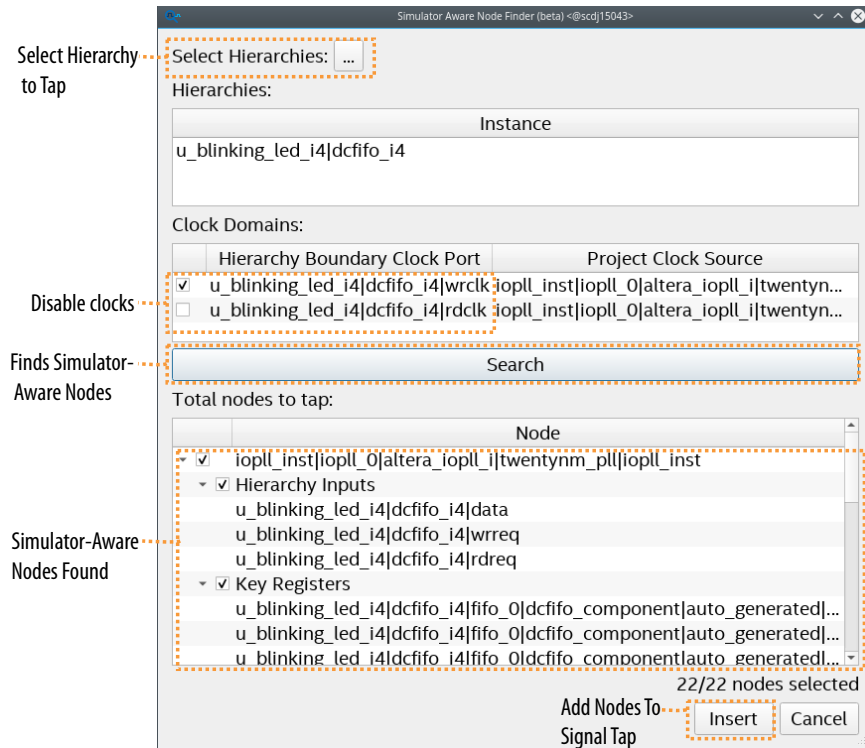 Simulator Aware Node Finder (beta) <@scdj15043>
Select Hierarchy
to Tap
Select Hierarchies:
...
Hierarchies:
Instance
u_blinking_led_i4|dcfifo_i4
Clock Domains:
Hierarchy Boundary Clock Port
Project Clock Source
Disable clocks
u_blinking_led_i4|dcfifo_i4|wrclk
iopll_inst|iopll_0|altera_iopll_i|twentyn...
u_blinking_led_i4|dcfifo_i4|rdclk
iopll_inst|iopll_0|altera_iopll_i|twentyn...
Finds Simulator-
Aware Nodes
Search
Total nodes to tap:
Node
iopll_inst|iopll_0|altera_iopll_i|twentynm_pll|iopll_inst
Hierarchy Inputs
u_blinking_led_i4|dcfifo_i4|data
u_blinking_led_i4|dcfifo_i4|wrreq
u_blinking_led_i4|dcfifo_i4|rdreq
Simulator-Aware
Nodes Found
Key Registers
u_blinking_led_i4|dcfifo_i4|fifo_0|dcfifo_component|auto_generated|...
u_blinking_led_i4|dcfifo_i4|fifo_0|dcfifo_component|auto_generated|...
u_blinking_led_i4|dcfifo_i4|fifo_0|dcfifo_component|auto_generated|...
22/22 nodes selected
Add Nodes To
Signal Tap
Insert
Cancel